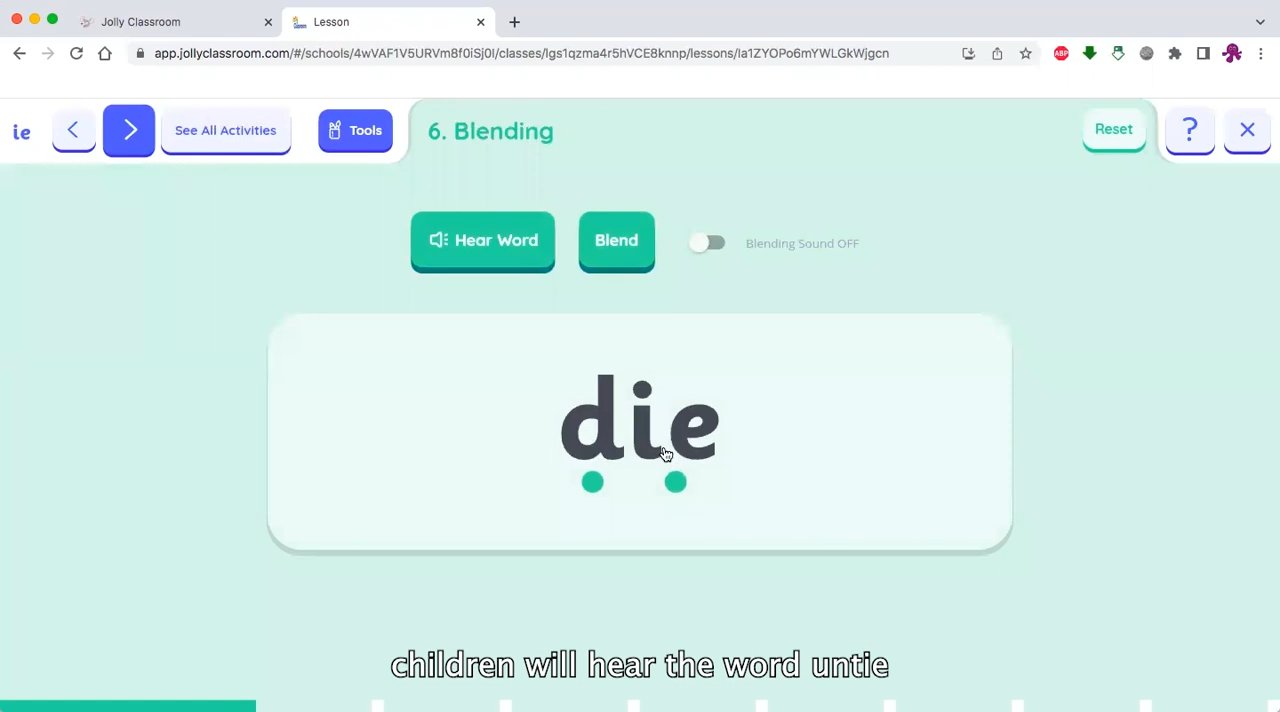 Jolly Classroom
Lesson
app.jollyclassroom.com/#/schools/4wVAF1V5URVm8f0iSj0l/classes/lgs1qzma4r5hVCE8knnp/lessons/la1ZYOPo6mYWLGkWjgcn
ABP
ie
See All Activities
Tools
6. Blending
Reset
?
Hear Word
Blend
Blending Sound OFF
die
children will hear the word untie